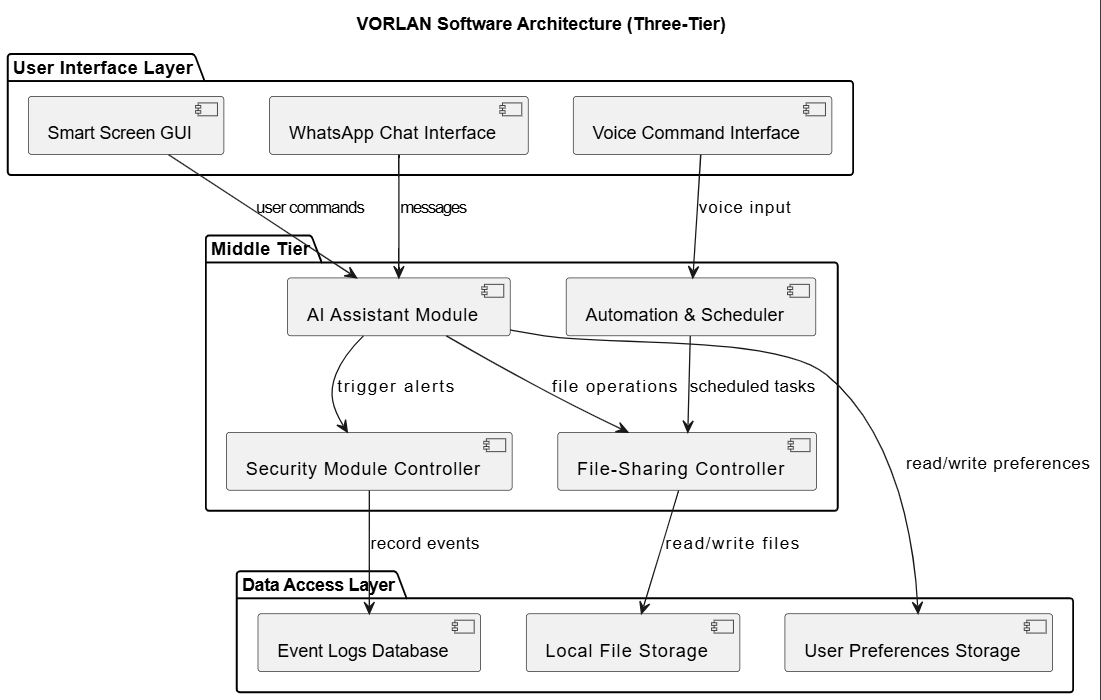 VORLAN Software Architecture (Three-Tier)
User Interface Layer
Smart Screen GUI
WhatsApp Chat Interface
Voice Command Interface
user commands
messages
voice input
Middle Tier
AI Assistant Module
Automation & Scheduler
trigger alerts
file operations
scheduled tasks
Security Module Controller
File-Sharing Controller
read/write preferences
record events
read/write files
Data Access Layer
Event Logs Database
Local File Storage
User Preferences Storage